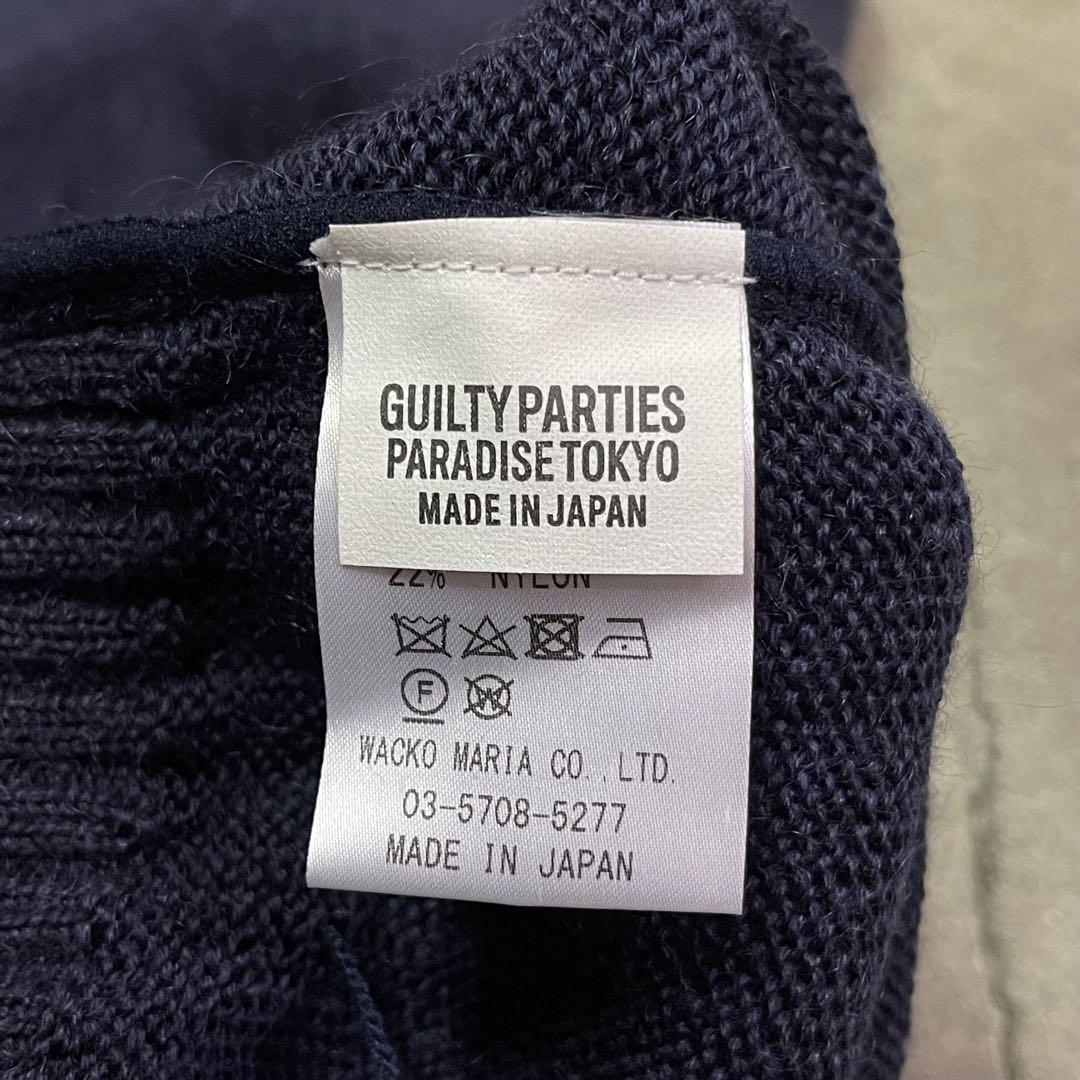 GUILTY PARTIES
PARADISE TOKYO
MADE IN JAPAN
22% NYLON
F W
WACKO MARIA CO.,LTD.
03-5708-5277
MADE IN JAPAN